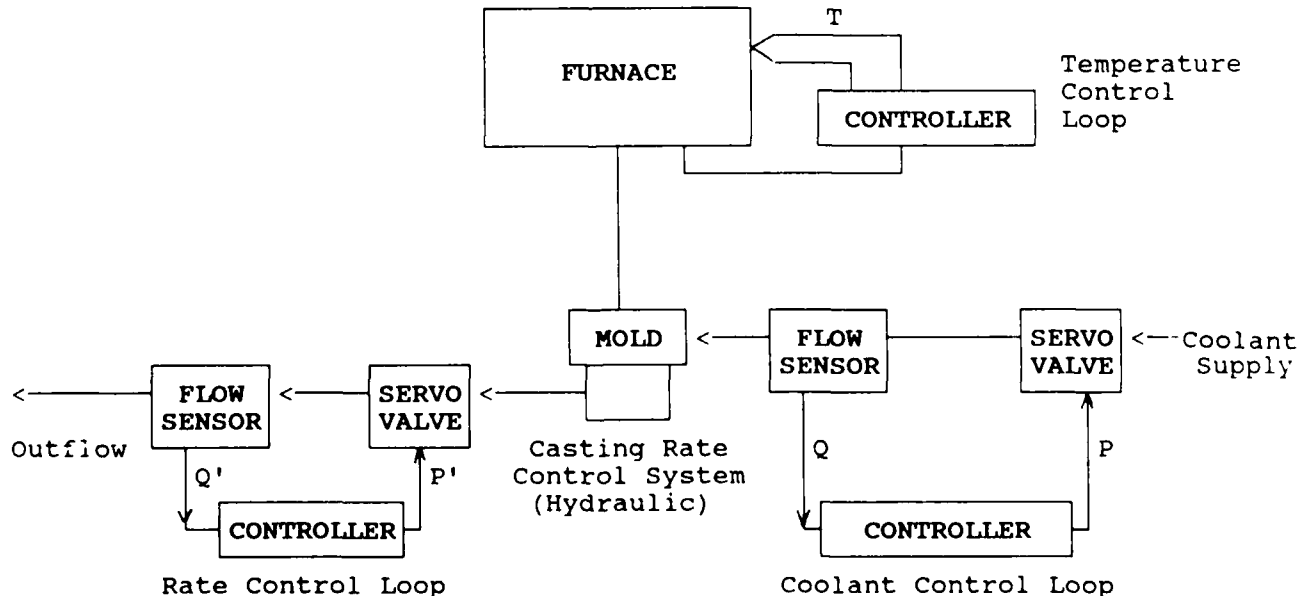 T
FURNACE
Temperature
Control
Loop
CONTROLLER
MOLD
FLOW
SENSOR
SERVO
VALVE
Coolant
Supply
FLOW
SENSOR
SERVO
VALVE
Outflow
Casting Rate
Control System
(Hydraulic)
Q
P
Q'
P'
CONTROLLER
CONTROLLER
Rate Control Loop
Coolant Control Loop